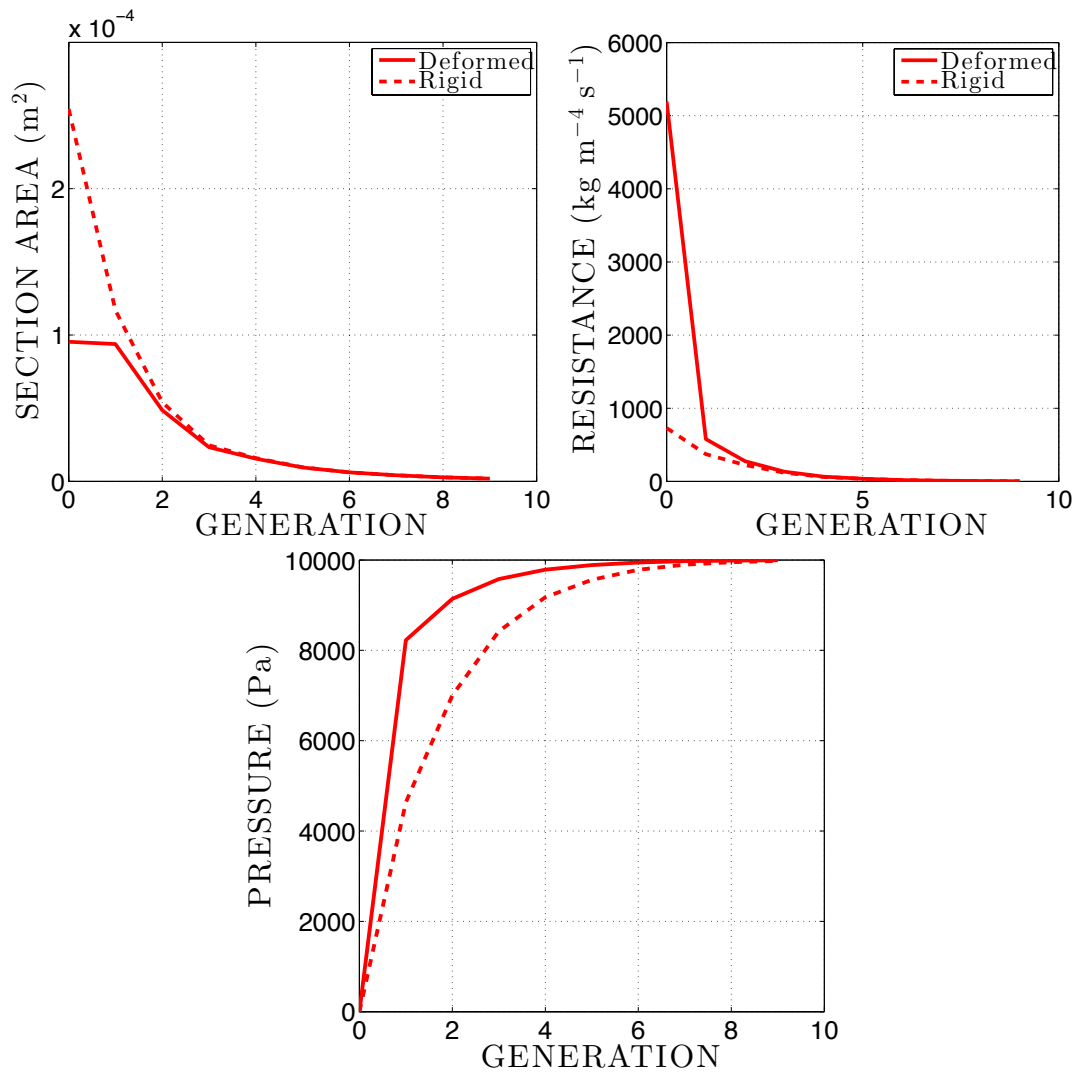 x 10⁻⁴
SECTION AREA (m²)
2
1
0
0 2 4 6 8 10
GENERATION
Deformed
Rigid
RESISTANCE (kg m⁻⁴ s⁻¹)
6000
5000
4000
3000
2000
1000
0
0 5 10
GENERATION
Deformed
Rigid
PRESSURE (Pa)
10000
8000
6000
4000
2000
0
0 2 4 6 8 10
GENERATION